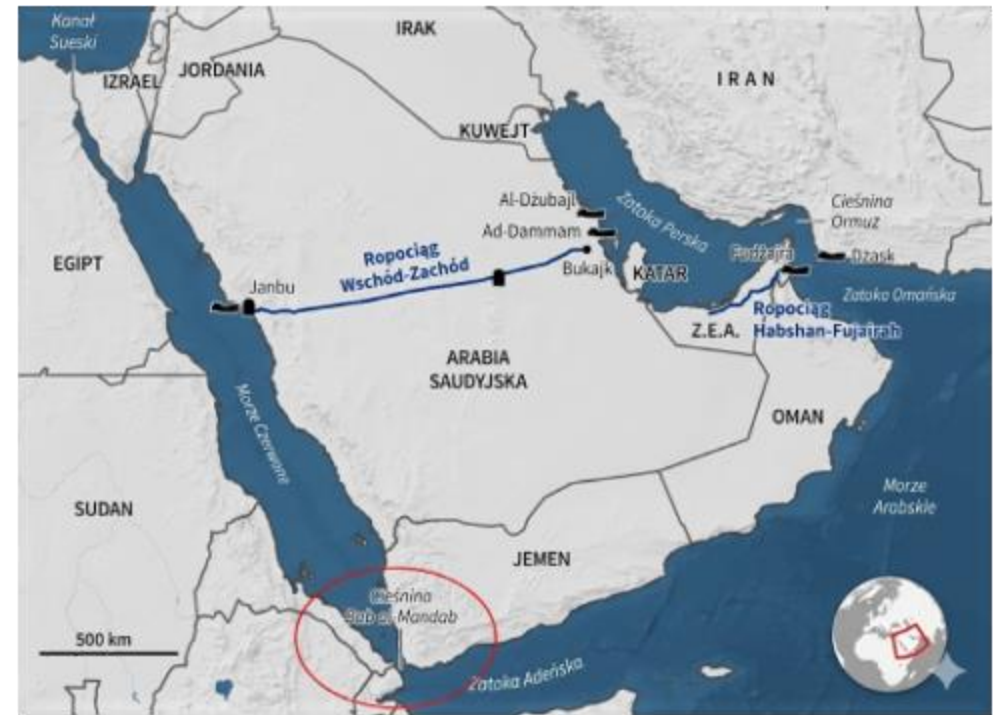 Kanał
Sueski
IZRAEL
JORDANIA
IRAK
IRAN
KUWEJT
Al-Dżubajl
Ad-Dammam
Zatoka Perska
Cieśnina
Ormuz
EGIPT
Ropociąg
Wschód-Zachód
Janbu
Bukajk
KATAR
Fudżajra
Dżask
Zatoka Omańska
Z.E.A.
Ropociąg
Habshan-Fujairah
ARABIA
SAUDYJSKA
OMAN
Morze Czerwone
SUDAN
Morze
Arabskie
JEMEN
Cieśnina
Bab al-Mandab
500 km
Zatoka Adeńska